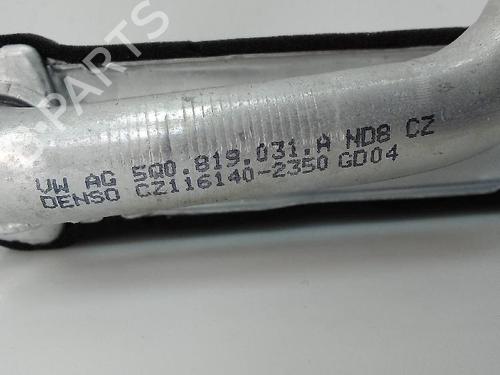 VW AG 5Q0.819.031.A ND8 CZ
DENSO CZ116140-2350 GD04